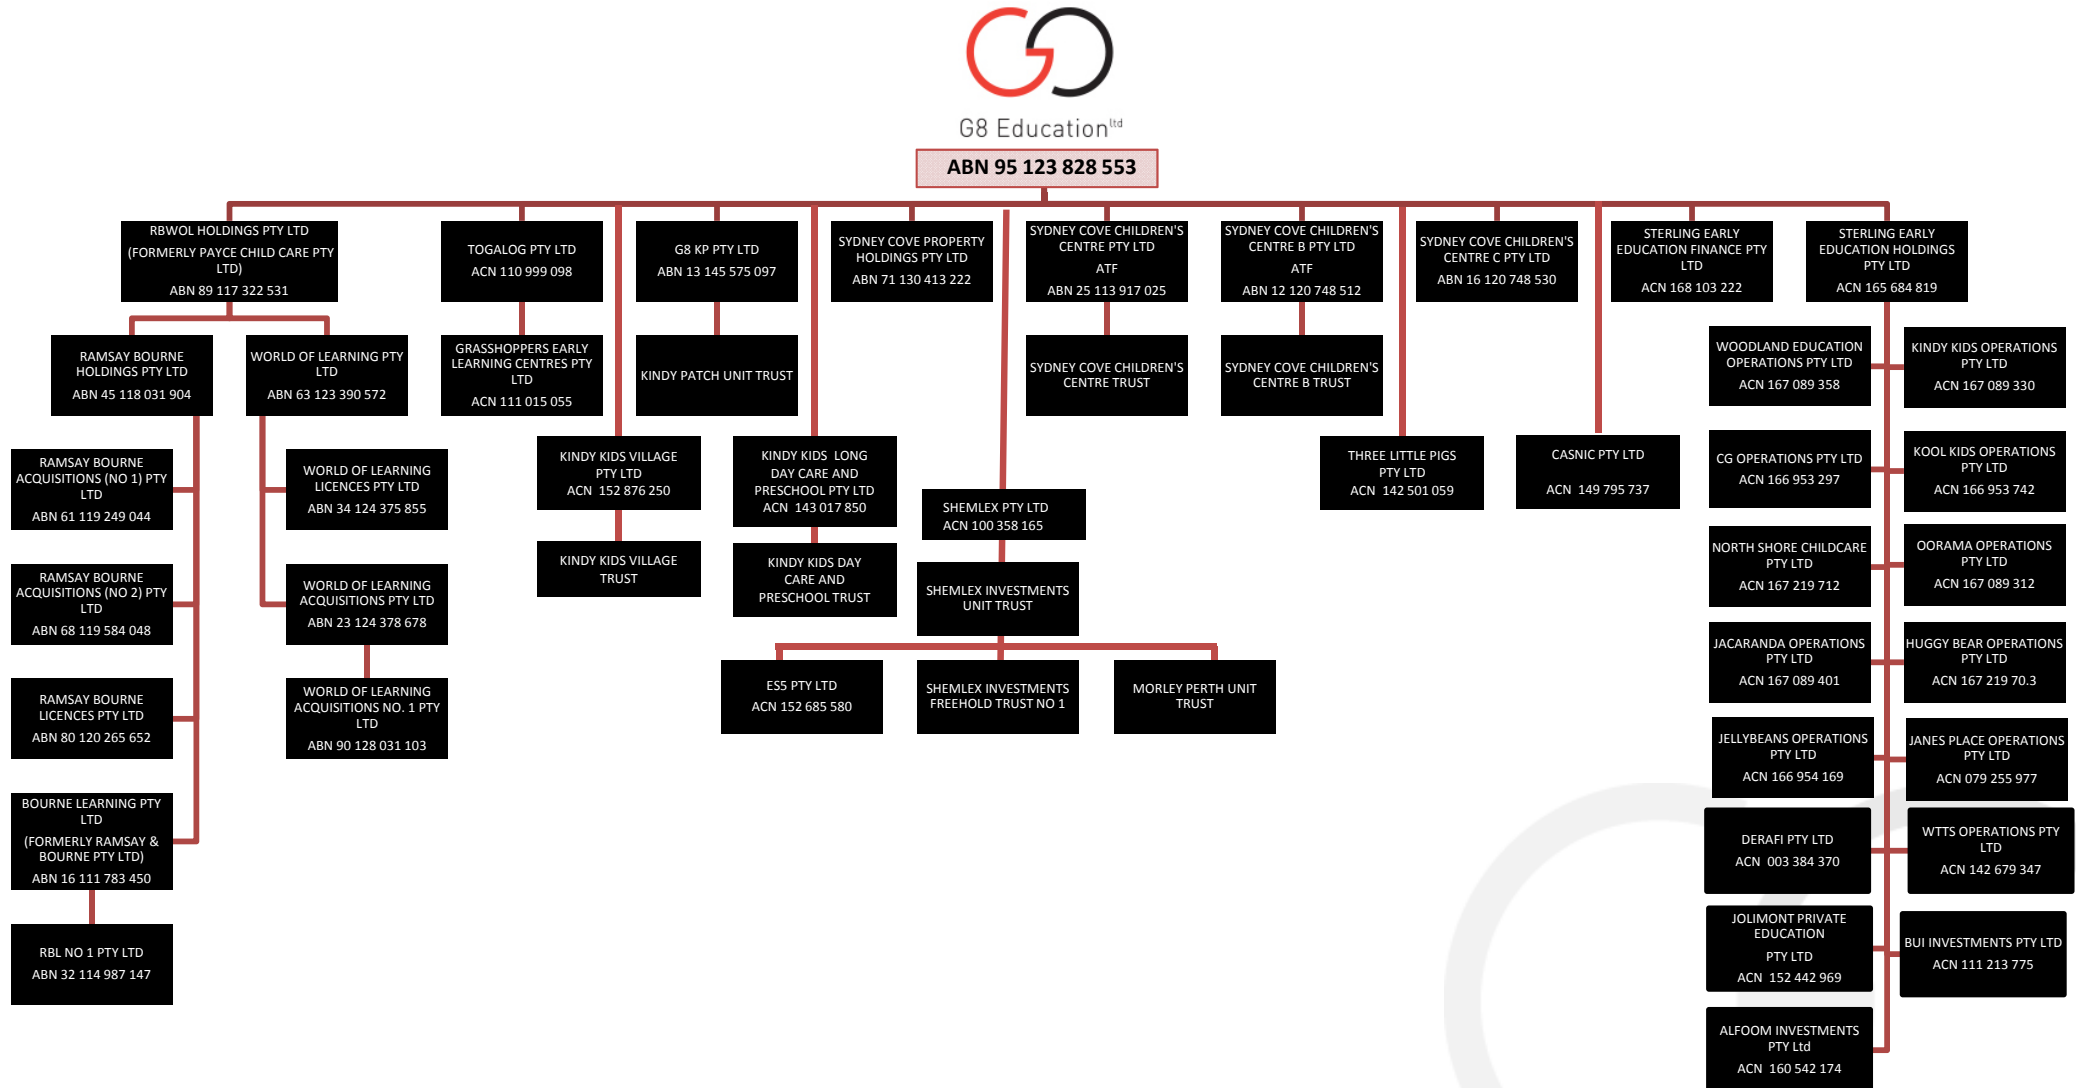 G8 Education ltd
ABN 95 123 828 553
RBWOL HOLDINGS PTY LTD
(FORMERLY PAYCE CHILD CARE PTY
LTD)
ABN 89 117 322 531
TOGALOG PTY LTD
ACN 110 999 098
G8 KP PTY LTD
ABN 13 145 575 097
SYDNEY COVE PROPERTY
HOLDINGS PTY LTD
ABN 71 130 413 222
SYDNEY COVE CHILDREN'S
CENTRE PTY LTD
ATF
ABN 25 113 917 025
SYDNEY COVE CHILDREN'S
CENTRE B PTY LTD
ATF
ABN 12 120 748 512
SYDNEY COVE CHILDREN'S
CENTRE C PTY LTD
ABN 16 120 748 530
STERLING EARLY
EDUCATION FINANCE PTY
LTD
ACN 168 103 222
STERLING EARLY
EDUCATION HOLDINGS
PTY LTD
ACN 165 684 819
RAMSAY BOURNE
HOLDINGS PTY LTD
ABN 45 118 031 904
WORLD OF LEARNING PTY
LTD
ABN 63 123 390 572
GRASSHOPPERS EARLY
LEARNING CENTRES PTY
LTD
ACN 111 015 055
KINDY PATCH UNIT TRUST
SYDNEY COVE CHILDREN'S
CENTRE TRUST
SYDNEY COVE CHILDREN'S
CENTRE B TRUST
WOODLAND EDUCATION
OPERATIONS PTY LTD
ACN 167 089 358
KINDY KIDS OPERATIONS
PTY LTD
ACN 167 089 330
RAMSAY BOURNE
ACQUISITIONS (NO 1) PTY
LTD
ABN 61 119 249 044
WORLD OF LEARNING
LICENCES PTY LTD
ABN 34 124 375 855
KINDY KIDS VILLAGE
PTY LTD
ACN 152 876 250
KINDY KIDS LONG
DAY CARE AND
PRESCHOOL PTY LTD
ACN 143 017 850
SHEMLEX PTY LTD
ACN 100 358 165
THREE LITTLE PIGS
PTY LTD
ACN 142 501 059
CASNIC PTY LTD
ACN 149 795 737
CG OPERATIONS PTY LTD
ACN 166 953 297
KOOL KIDS OPERATIONS
PTY LTD
ACN 166 953 742
RAMSAY BOURNE
ACQUISITIONS (NO 2) PTY
LTD
ABN 68 119 584 048
WORLD OF LEARNING
ACQUISITIONS PTY LTD
ABN 23 124 378 678
KINDY KIDS VILLAGE
TRUST
KINDY KIDS DAY
CARE AND
PRESCHOOL TRUST
SHEMLEX INVESTMENTS
UNIT TRUST
NORTH SHORE CHILDCARE
PTY LTD
ACN 167 219 712
OORAMA OPERATIONS
PTY LTD
ACN 167 089 312
RAMSAY BOURNE
LICENCES PTY LTD
ABN 80 120 265 652
WORLD OF LEARNING
ACQUISITIONS NO. 1 PTY
LTD
ABN 90 128 031 103
ES5 PTY LTD
ACN 152 685 580
SHEMLEX INVESTMENTS
FREEHOLD TRUST NO 1
MORLEY PERTH UNIT
TRUST
JACARANDA OPERATIONS
PTY LTD
ACN 167 089 401
HUGGY BEAR OPERATIONS
PTY LTD
ACN 167 219 70.3
JELLYBEANS OPERATIONS
PTY LTD
ACN 166 954 169
JANES PLACE OPERATIONS
PTY LTD
ACN 079 255 977
BOURNE LEARNING PTY
LTD
(FORMERLY RAMSAY &
BOURNE PTY LTD)
ABN 16 111 783 450
DERAFI PTY LTD
ACN 003 384 370
WTTS OPERATIONS PTY
LTD
ACN 142 679 347
RBL NO 1 PTY LTD
ABN 32 114 987 147
JOLIMONT PRIVATE
EDUCATION
PTY LTD
ACN 152 442 969
BUI INVESTMENTS PTY LTD
ACN 111 213 775
ALFOOM INVESTMENTS
PTY Ltd
ACN 160 542 174